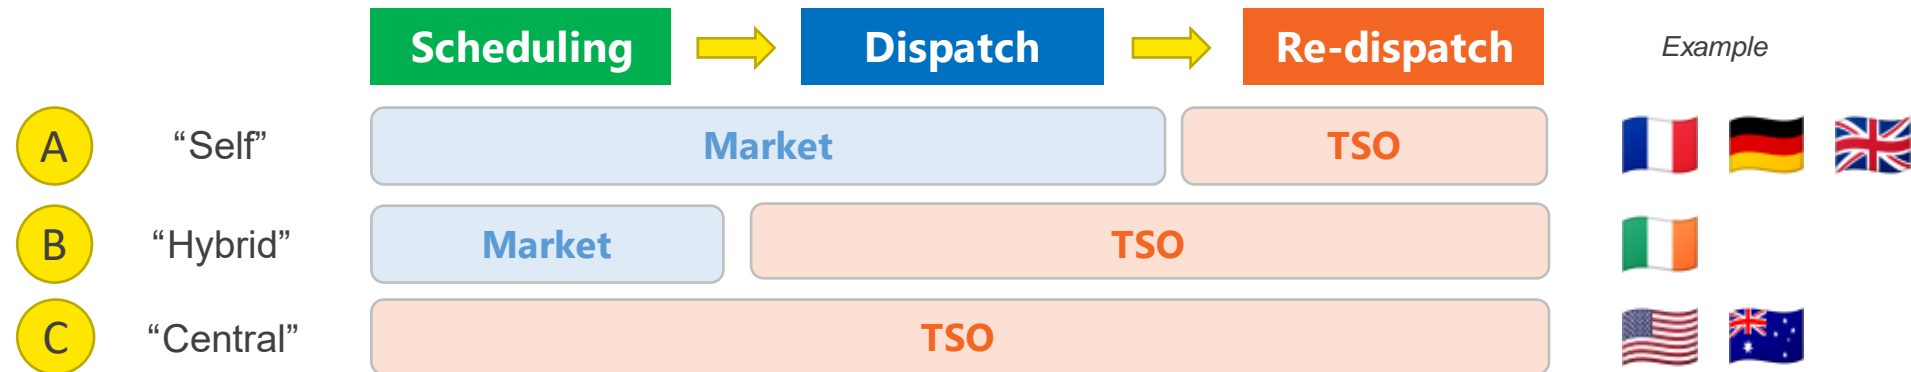 Scheduling Dispatch Re-dispatch Example
A “Self” Market TSO
B “Hybrid” Market TSO
C “Central” TSO